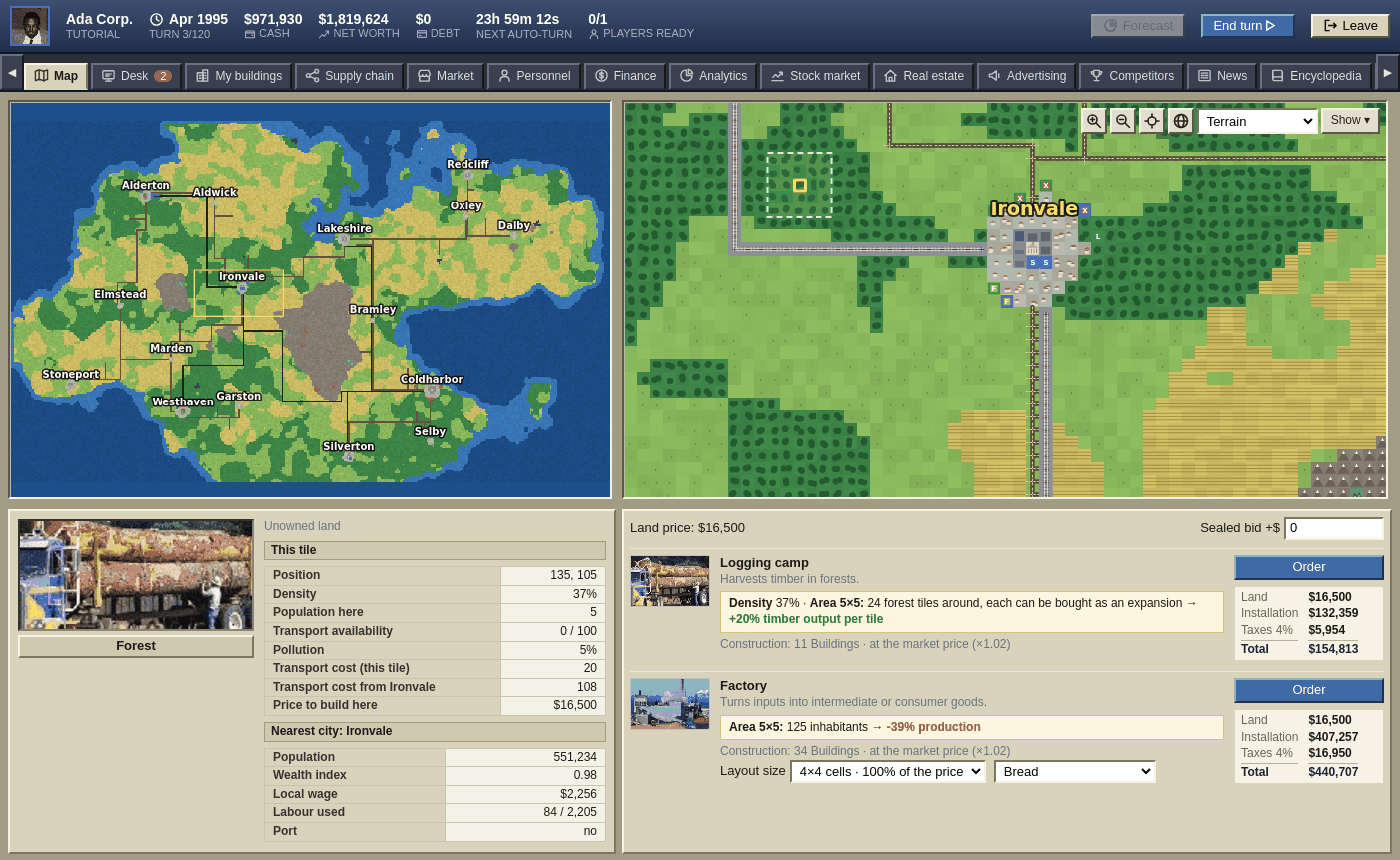 Ada Corp.
TUTORIAL
Apr 1995
TURN 3/120
$971,930
CASH
$1,819,624
NET WORTH
$0
DEBT
23h 59m 12s
NEXT AUTO-TURN
0/1
PLAYERS READY
Forecast
End turn
Leave
Map
Desk 2
My buildings
Supply chain
Market
Personnel
Finance
Analytics
Stock market
Real estate
Advertising
Competitors
News
Encyclopedia
Redcliff
Alderton
Aldwick
Oxley
Dalby
Lakeshire
Ironvale
Elmstead
Bramley
Marden
Stoneport
Coldharbor
Westhaven
Garston
Selby
Silverton
Terrain
Show ▾
Ironvale
X
X
X
L
S S
F
F
Forest
Unowned land
This tile
Position 135, 105
Density 37%
Population here 5
Transport availability 0 / 100
Pollution 5%
Transport cost (this tile) 20
Transport cost from Ironvale 108
Price to build here $16,500
Nearest city: Ironvale
Population 551,234
Wealth index 0.98
Local wage $2,256
Labour used 84 / 2,205
Port no
Land price: $16,500
Sealed bid +$ 0
Logging camp
Harvests timber in forests.
Density 37% · Area 5×5: 24 forest tiles around, each can be bought as an expansion →
+20% timber output per tile
Construction: 11 Buildings · at the market price (×1.02)
Order
Land $16,500
Installation $132,359
Taxes 4% $5,954
Total $154,813
Factory
Turns inputs into intermediate or consumer goods.
Area 5×5: 125 inhabitants → -39% production
Construction: 34 Buildings · at the market price (×1.02)
Layout size 4×4 cells · 100% of the price Bread
Order
Land $16,500
Installation $407,257
Taxes 4% $16,950
Total $440,707